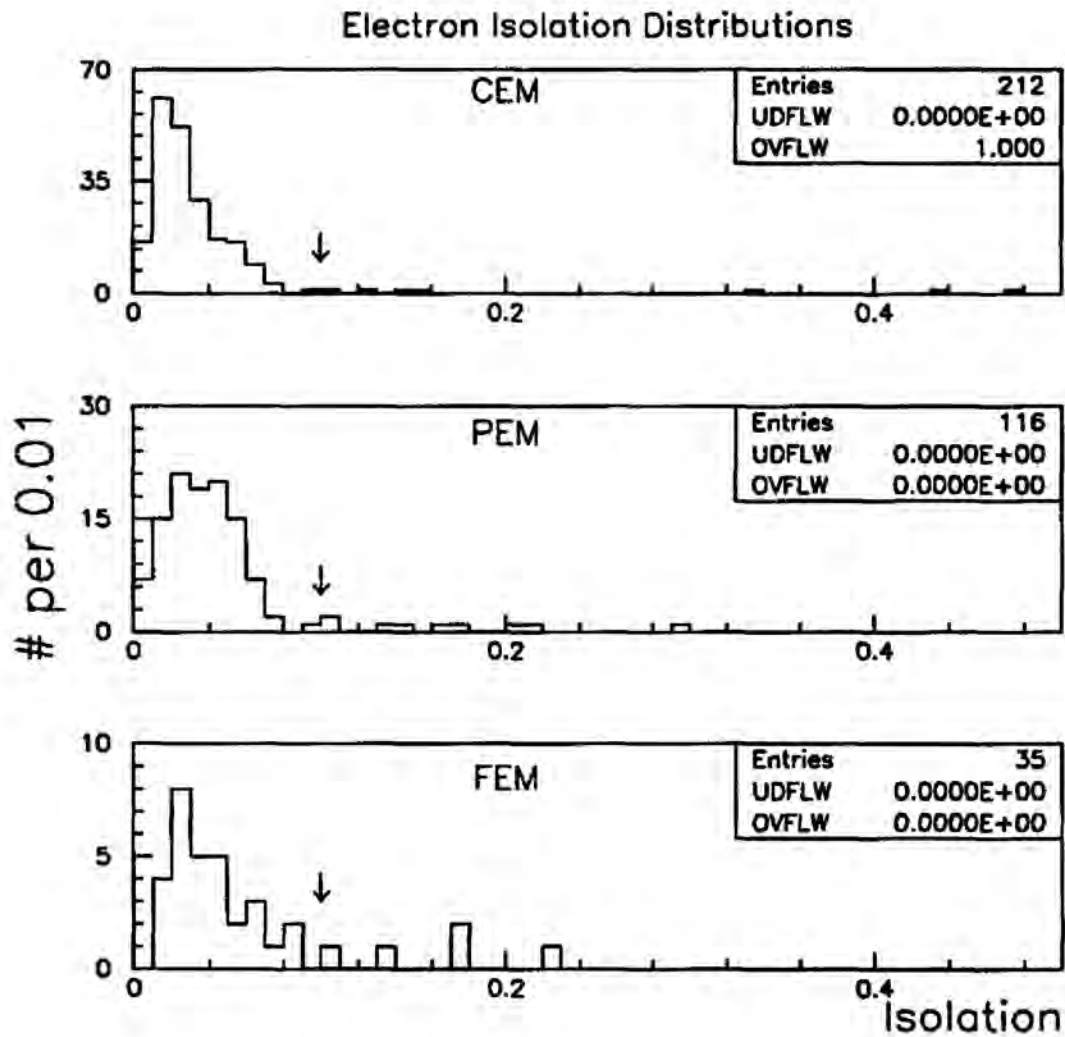 Electron Isolation Distributions
70
CEM
Entries 212
UDFLW 0.0000E+00
OVFLW 1.000
35
0
0 0.2 0.4
30
PEM
Entries 116
UDFLW 0.0000E+00
OVFLW 0.0000E+00
15
0
0 0.2 0.4
# per 0.01
10
FEM
Entries 35
UDFLW 0.0000E+00
OVFLW 0.0000E+00
5
0
0 0.2 0.4
Isolation